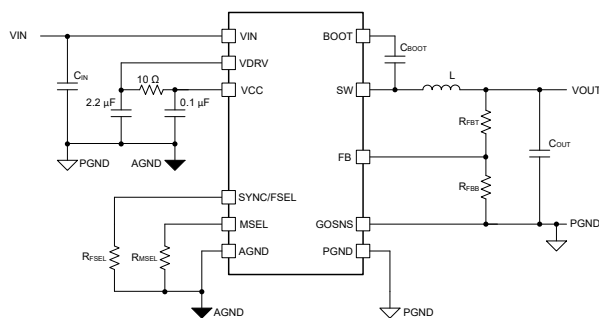 VIN
VIN
BOOT
CBOOT
CIN
VDRV
10 Ω
VCC
SW
L
VOUT
2.2 µF
0.1 µF
RFBT
COUT
PGND
AGND
FB
RFBB
SYNC/FSEL
MSEL
GOSNS
PGND
RFSEL
RMSEL
AGND
PGND
AGND
PGND